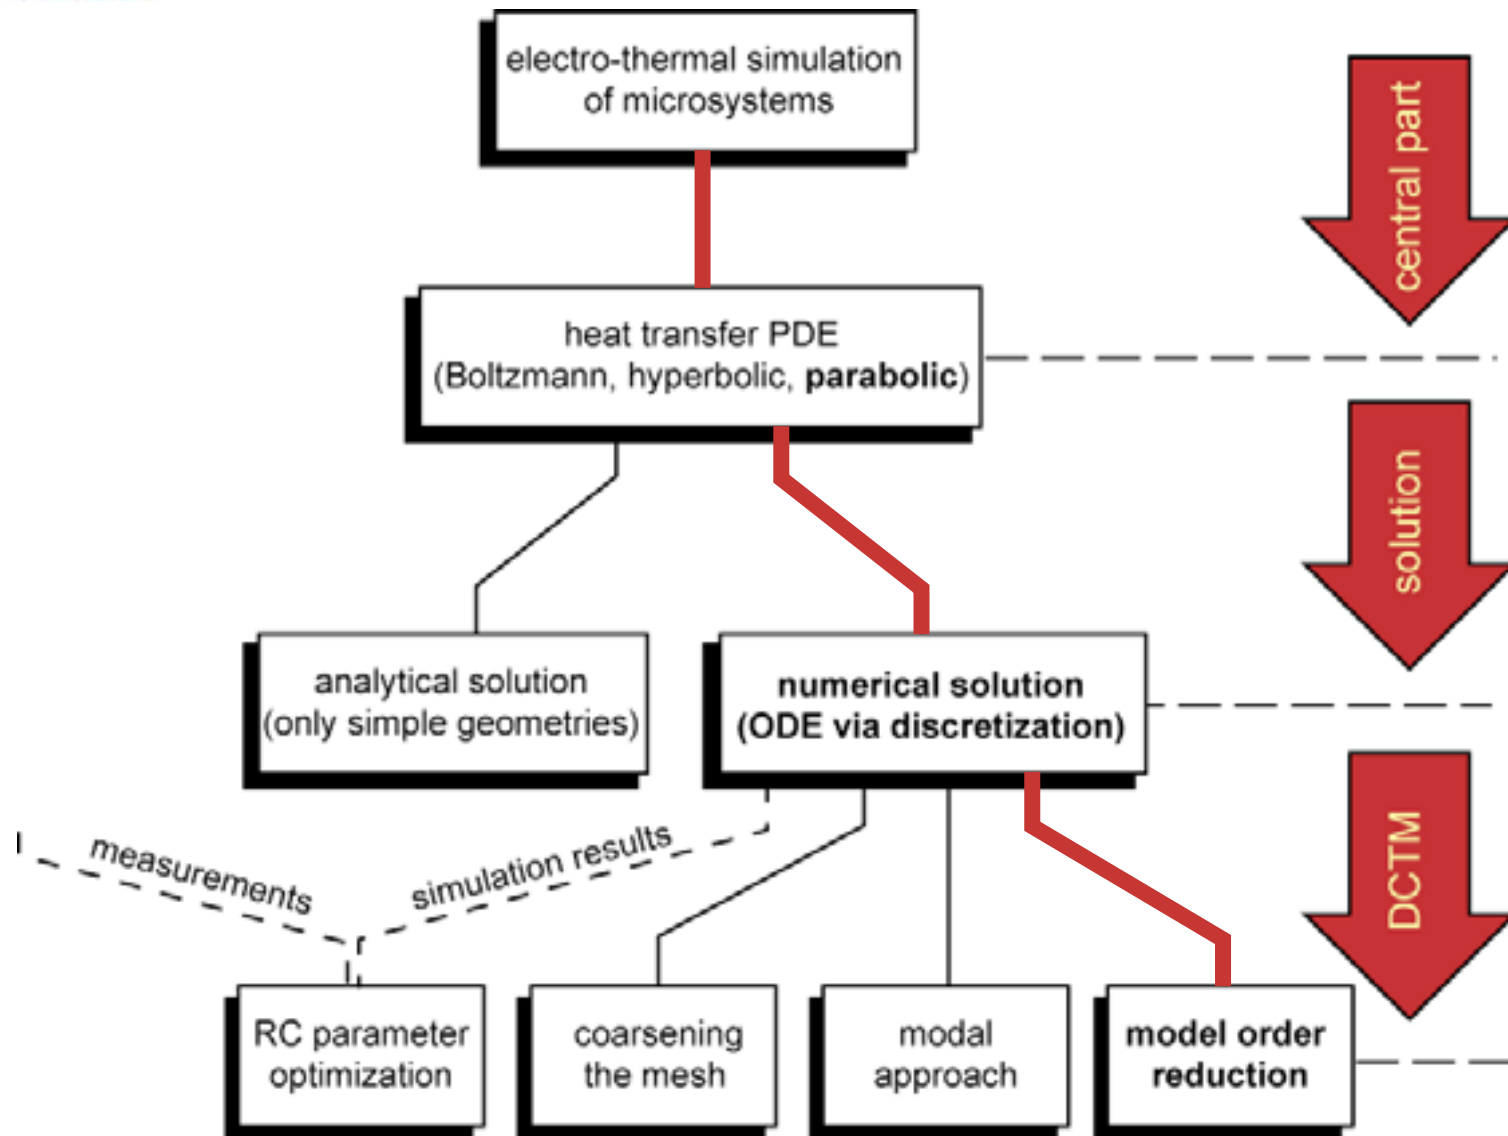 electro-thermal simulation
of microsystems
central part
heat transfer PDE
(Boltzmann, hyperbolic, parabolic)
solution
analytical solution
(only simple geometries)
numerical solution
(ODE via discretization)
measurements
simulation results
DCTM
RC parameter
optimization
coarsening
the mesh
modal
approach
model order
reduction